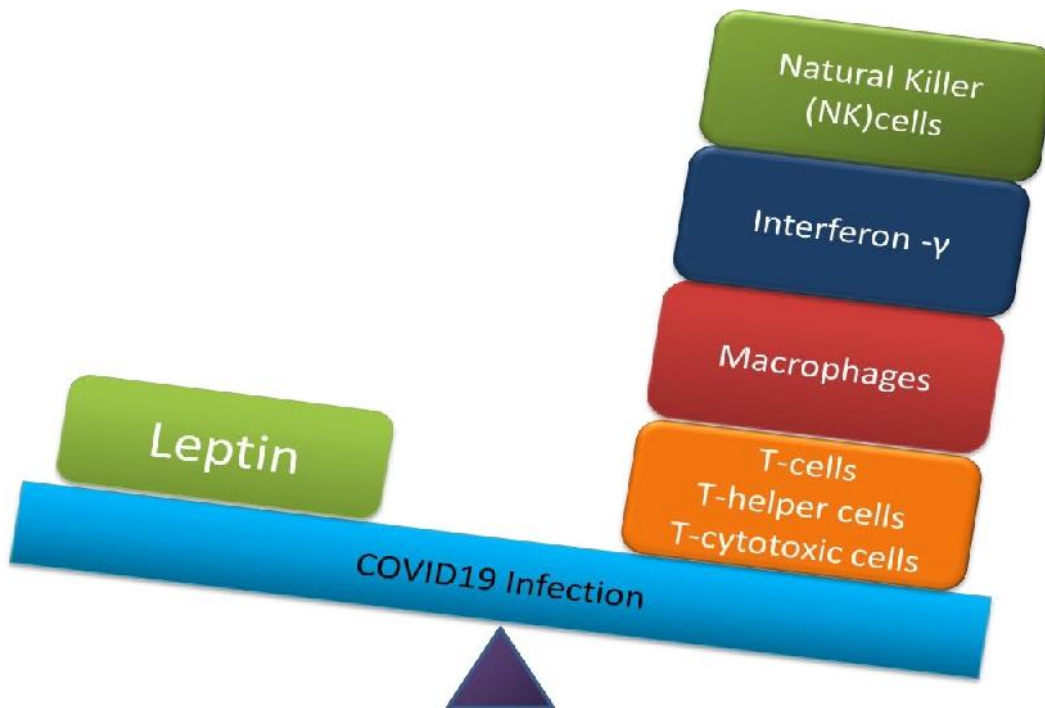 Natural Killer
(NK)cells
Interferon -γ
Macrophages
Leptin
T-cells
T-helper cells
T-cytotoxic cells
COVID19 Infection